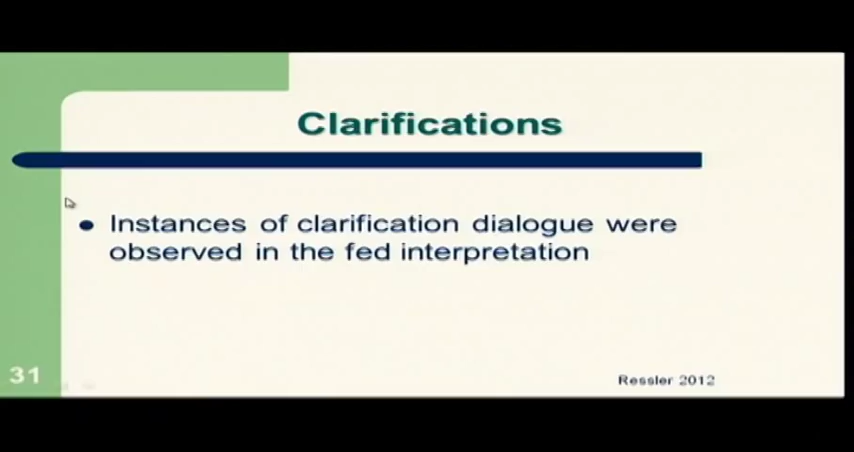 Clarifications
Instances of clarification dialogue were
observed in the fed interpretation
31
Ressler 2012